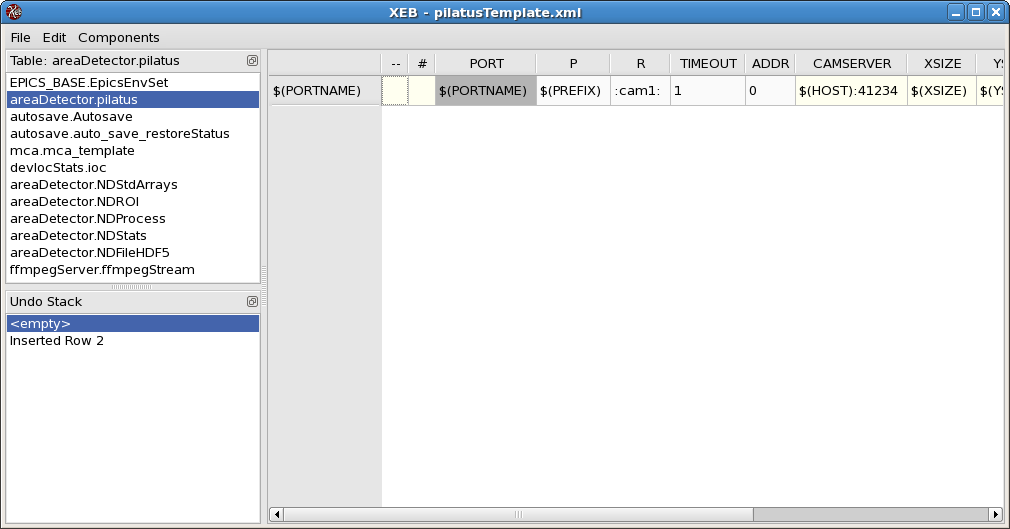 XEB - pilatusTemplate.xml
File Edit Components
Table: areaDetector.pilatus
EPICS_BASE.EpicsEnvSet
areaDetector.pilatus
autosave.Autosave
autosave.auto_save_restoreStatus
mca.mca_template
devIocStats.ioc
areaDetector.NDStdArrays
areaDetector.NDROI
areaDetector.NDProcess
areaDetector.NDStats
areaDetector.NDFileHDF5
ffmpegServer.ffmpegStream
Undo Stack
<empty>
Inserted Row 2
-- # PORT P R TIMEOUT ADDR CAMSERVER XSIZE YS
$(PORTNAME) $(PORTNAME) $(PREFIX) :cam1: 1 0 $(HOST):41234 $(XSIZE) $(YS